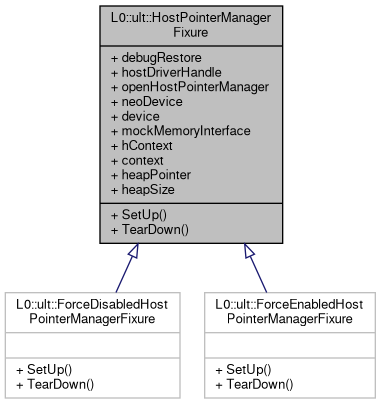 L0::ult::HostPointerManager
Fixure
+ debugRestore
+ hostDriverHandle
+ openHostPointerManager
+ neoDevice
+ device
+ mockMemoryInterface
+ hContext
+ context
+ heapPointer
+ heapSize
+ SetUp()
+ TearDown()
L0::ult::ForceDisabledHost
PointerManagerFixure
+ SetUp()
+ TearDown()
L0::ult::ForceEnabledHost
PointerManagerFixure
+ SetUp()
+ TearDown()